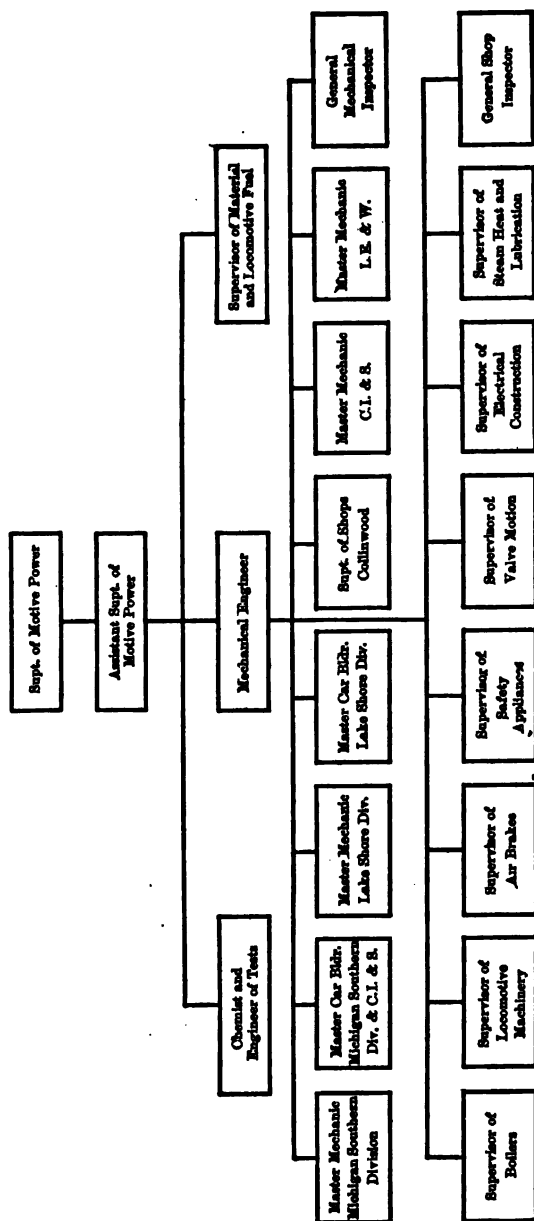 Supt. of Motive Power
Assistant Supt. of
Motive Power
Chemist and
Engineer of Tests
Mechanical Engineer
Supervisor of Material
and Locomotive Fuel
Master Mechanic
Michigan Southern
Division
Master Car Bldr.
Michigan Southern
Div. & C.I. & S.
Master Mechanic
Lake Shore Div.
Master Car Bldr.
Lake Shore Div.
Supt. of Shops
Collinwood
Master Mechanic
C.I. & S.
Master Mechanic
L.E. & W.
General
Mechanical
Inspector
Supervisor of
Boilers
Supervisor of
Locomotive
Machinery
Supervisor of
Air Brakes
Supervisor of
Safety
Appliances
Supervisor of
Valve Motion
Supervisor of
Electrical
Construction
Supervisor of
Steam Heat and
Lubrication
General Shop
Inspector